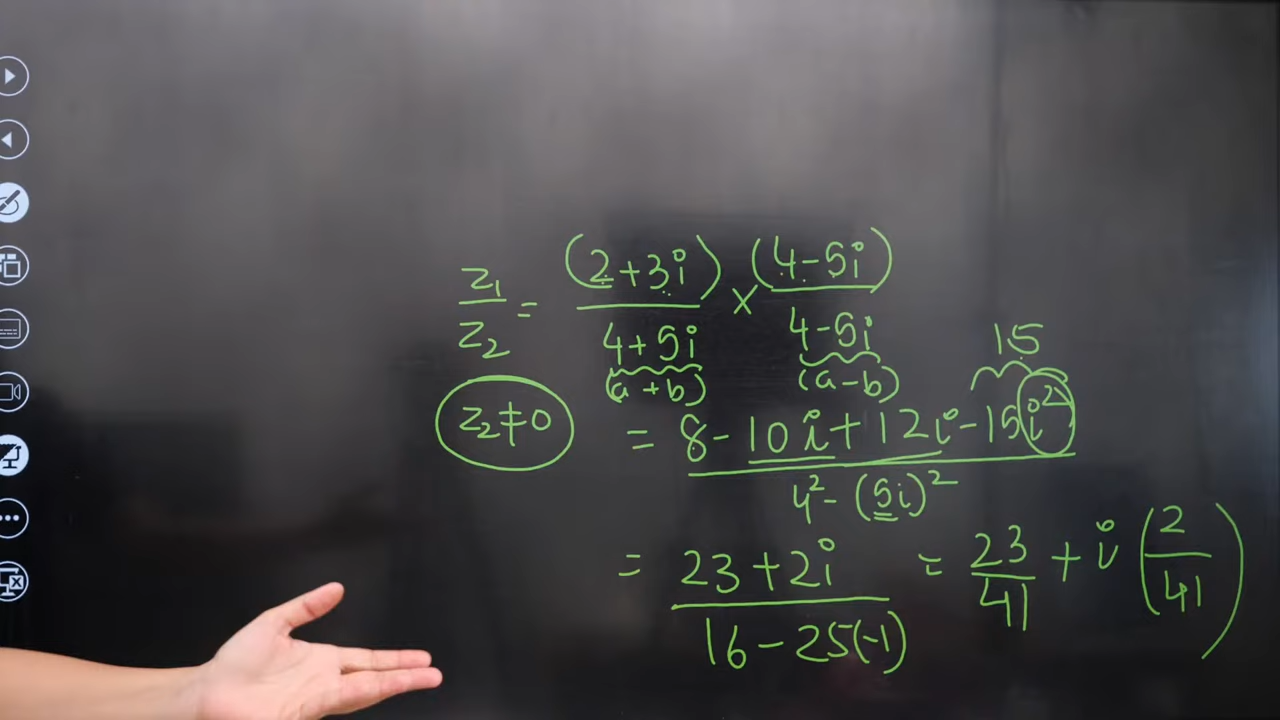 z₁/z₂ = (2+3i)/(4+5i) × (4-5i)/(4-5i)
(a+b) (a-b)
15
z₂≠0
= (8-10i+12i-15i²)/(4²-(5i)²)
= (23+2i)/(16-25(-1)) = 23/41 + i(2/41)